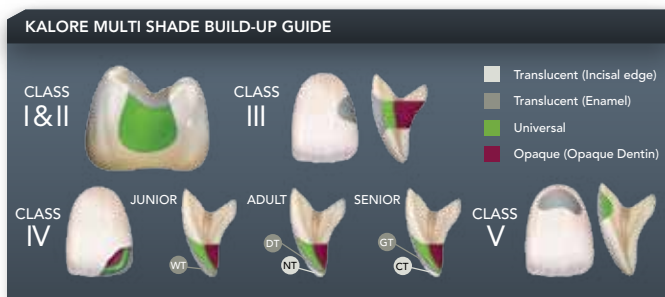 KALORE MULTI SHADE BUILD-UP GUIDE
CLASS
I&II
CLASS
III
Translucent (Incisal edge)
Translucent (Enamel)
Universal
Opaque (Opaque Dentin)
CLASS
IV
JUNIOR
WT
ADULT
DT
NT
SENIOR
GT
CT
CLASS
V